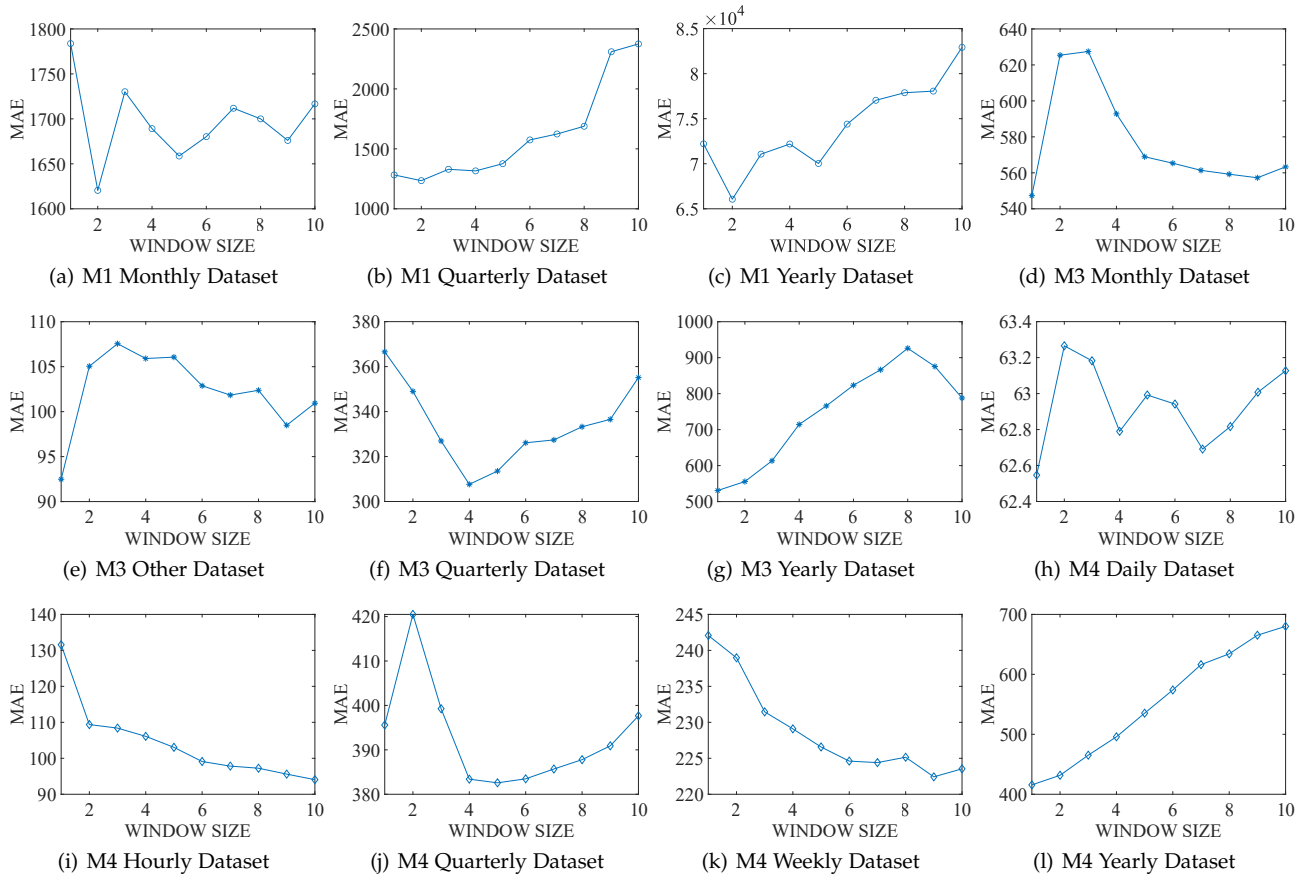 ×10⁴
1800
1750
1700
1650
1600
MAE
2 4 6 8 10
WINDOW SIZE
(a) M1 Monthly Dataset
2500
2000
1500
1000
MAE
2 4 6 8 10
WINDOW SIZE
(b) M1 Quarterly Dataset
8.5
8
7.5
7
6.5
MAE
2 4 6 8 10
WINDOW SIZE
(c) M1 Yearly Dataset
640
620
600
580
560
540
MAE
2 4 6 8 10
WINDOW SIZE
(d) M3 Monthly Dataset
110
105
100
95
90
MAE
2 4 6 8 10
WINDOW SIZE
(e) M3 Other Dataset
380
360
340
320
300
MAE
2 4 6 8 10
WINDOW SIZE
(f) M3 Quarterly Dataset
1000
900
800
700
600
500
MAE
2 4 6 8 10
WINDOW SIZE
(g) M3 Yearly Dataset
63.4
63.2
63
62.8
62.6
62.4
MAE
2 4 6 8 10
WINDOW SIZE
(h) M4 Daily Dataset
140
130
120
110
100
90
MAE
2 4 6 8 10
WINDOW SIZE
(i) M4 Hourly Dataset
420
410
400
390
380
MAE
2 4 6 8 10
WINDOW SIZE
(j) M4 Quarterly Dataset
245
240
235
230
225
220
MAE
2 4 6 8 10
WINDOW SIZE
(k) M4 Weekly Dataset
700
600
500
400
MAE
2 4 6 8 10
WINDOW SIZE
(l) M4 Yearly Dataset